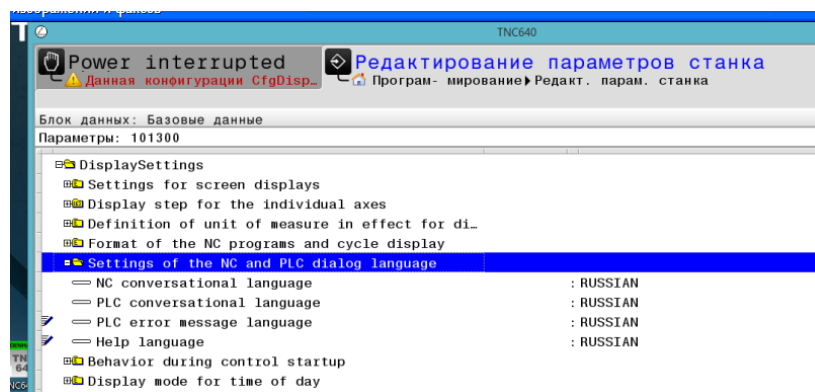 изображений и факсов
TNC640
Power interrupted
Редактирование параметров станка
Данная конфигурации CfgDisp…
Програм- мирование Редакт. парам. станка
Блок данных: Базовые данные
Параметры: 101300
DisplaySettings
Settings for screen displays
Display step for the individual axes
Definition of unit of measure in effect for di…
Format of the NC programs and cycle display
Settings of the NC and PLC dialog language
NC conversational language : RUSSIAN
PLC conversational language : RUSSIAN
PLC error message language : RUSSIAN
Help language : RUSSIAN
Behavior during control startup
Display mode for time of day
TN
64